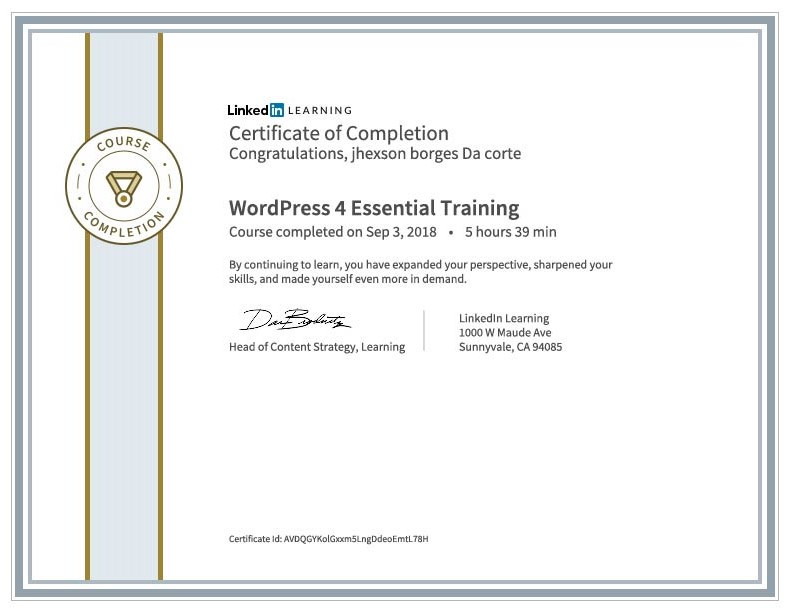 COURSE
COMPLETION
Linked in LEARNING
Certificate of Completion
Congratulations, jhexson borges Da corte
WordPress 4 Essential Training
Course completed on Sep 3, 2018 • 5 hours 39 min
By continuing to learn, you have expanded your perspective, sharpened your
skills, and made yourself even more in demand.
Head of Content Strategy, Learning
LinkedIn Learning
1000 W Maude Ave
Sunnyvale, CA 94085
Certificate Id: AVDQGYKolGxxm5LngDdeoEmtL78H